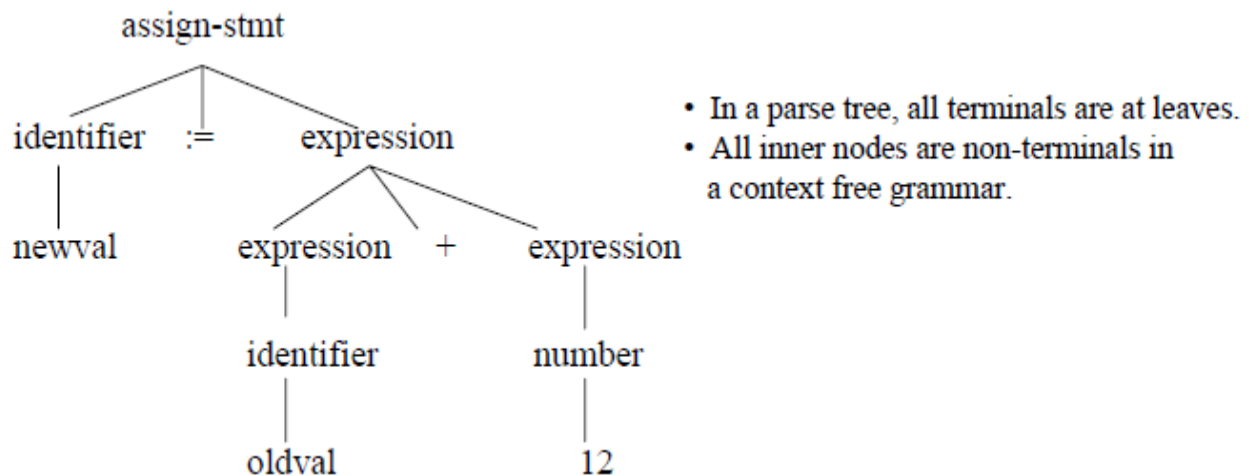 assign-stmt
identifier := expression
• In a parse tree, all terminals are at leaves.
• All inner nodes are non-terminals in
a context free grammar.
newval expression + expression
identifier number
oldval 12